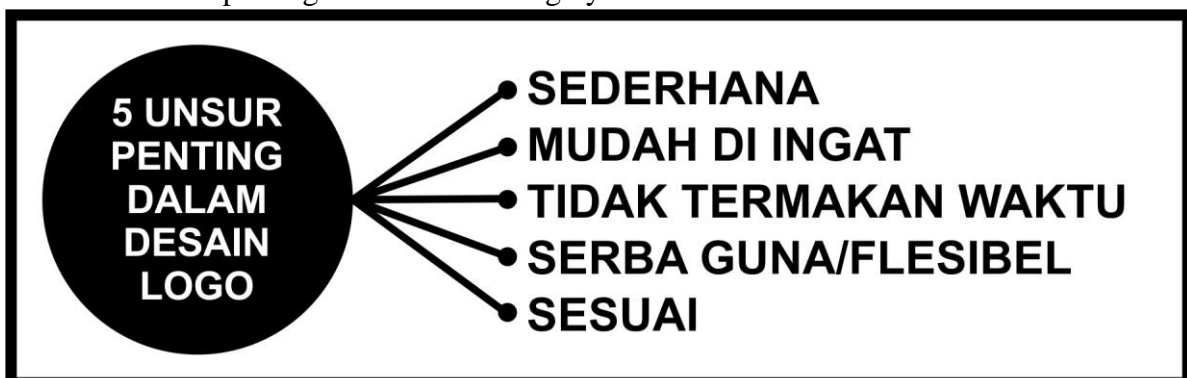 5 UNSUR
PENTING
DALAM
DESAIN
LOGO
SEDERHANA
MUDAH DI INGAT
TIDAK TERMAKAN WAKTU
SERBA GUNA/FLESIBEL
SESUAI